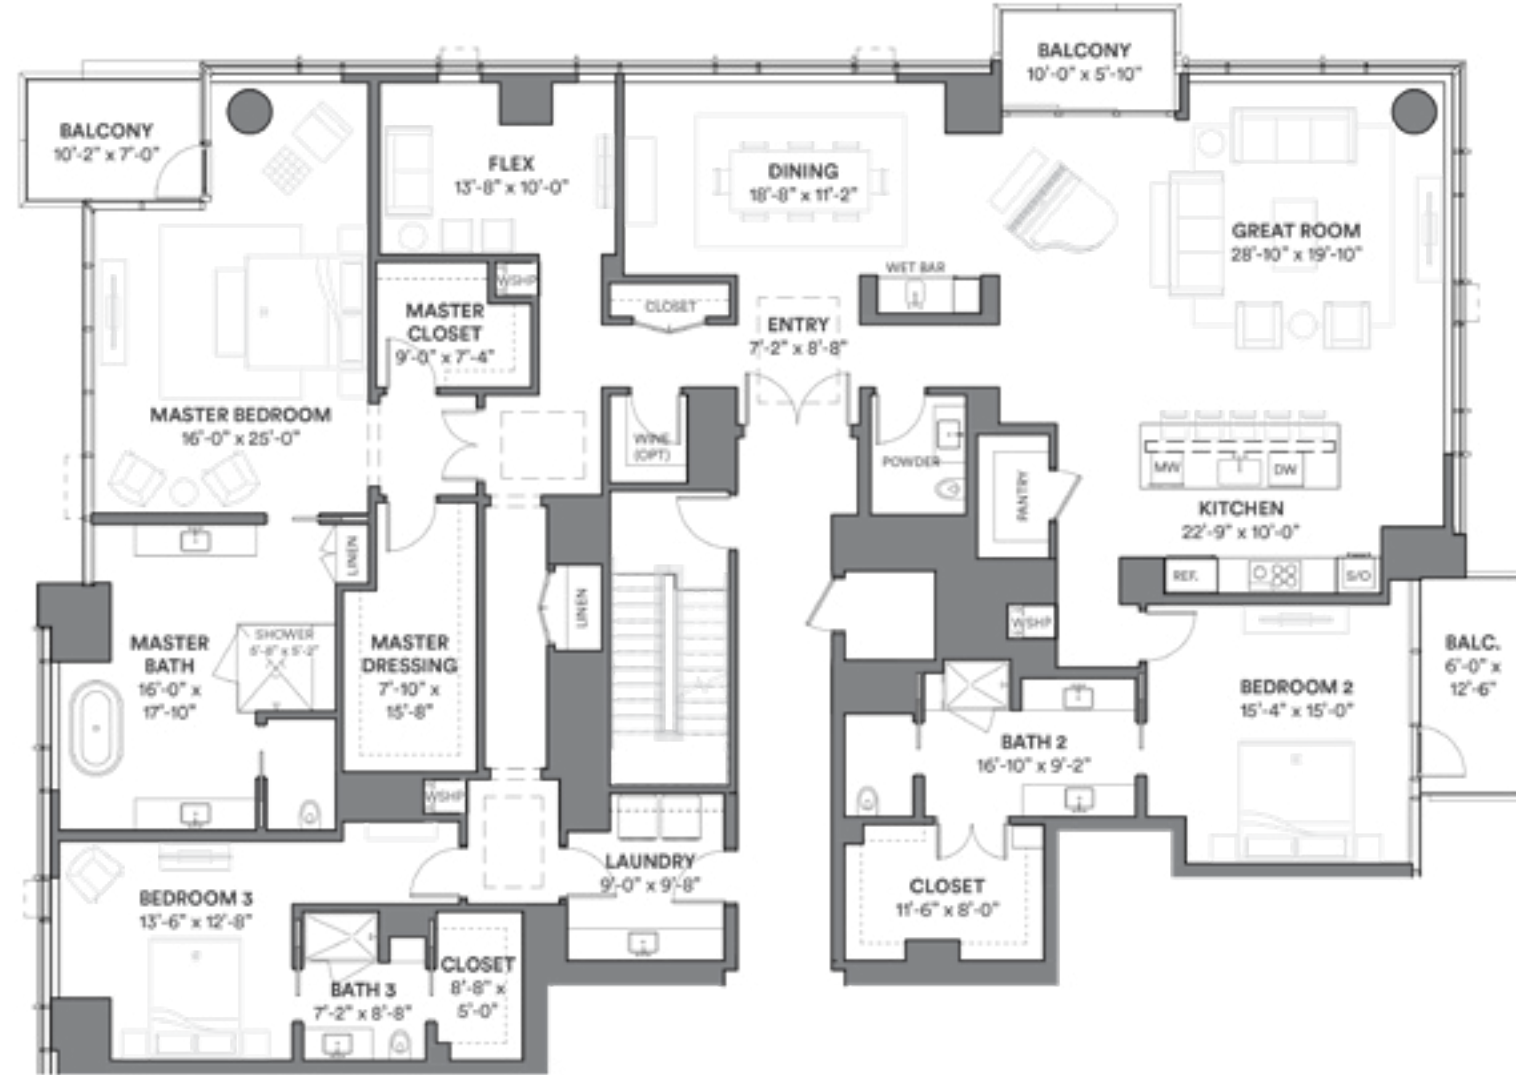 BALCONY
10'-0" x 5'-10"
BALCONY
10'-2" x 7'-0"
FLEX
13'-8" x 10'-0"
DINING
18'-8" x 11'-2"
GREAT ROOM
28'-10" x 19'-10"
WET BAR
WSHP
CLOSET
MASTER
CLOSET
9'-0" x 7'-4"
ENTRY
7'-2" x 8'-8"
MASTER BEDROOM
16'-0" x 25'-0"
WINE
(OPT)
POWDER
PANTRY
MW
DW
KITCHEN
22'-9" x 10'-0"
REF.
S/O
LINEN
LINEN
WSHP
SHOWER
MASTER
BATH
16'-0" x
17'-10"
MASTER
DRESSING
7'-10" x
15'-8"
BALC.
6'-0" x
12'-6"
BEDROOM 2
15'-4" x 15'-0"
BATH 2
16'-10" x 9'-2"
WSHP
LAUNDRY
9'-0" x 9'-8"
BEDROOM 3
13'-6" x 12'-8"
CLOSET
11'-6" x 8'-0"
CLOSET
8'-8" x
5'-0"
BATH 3
7'-2" x 8'-8"